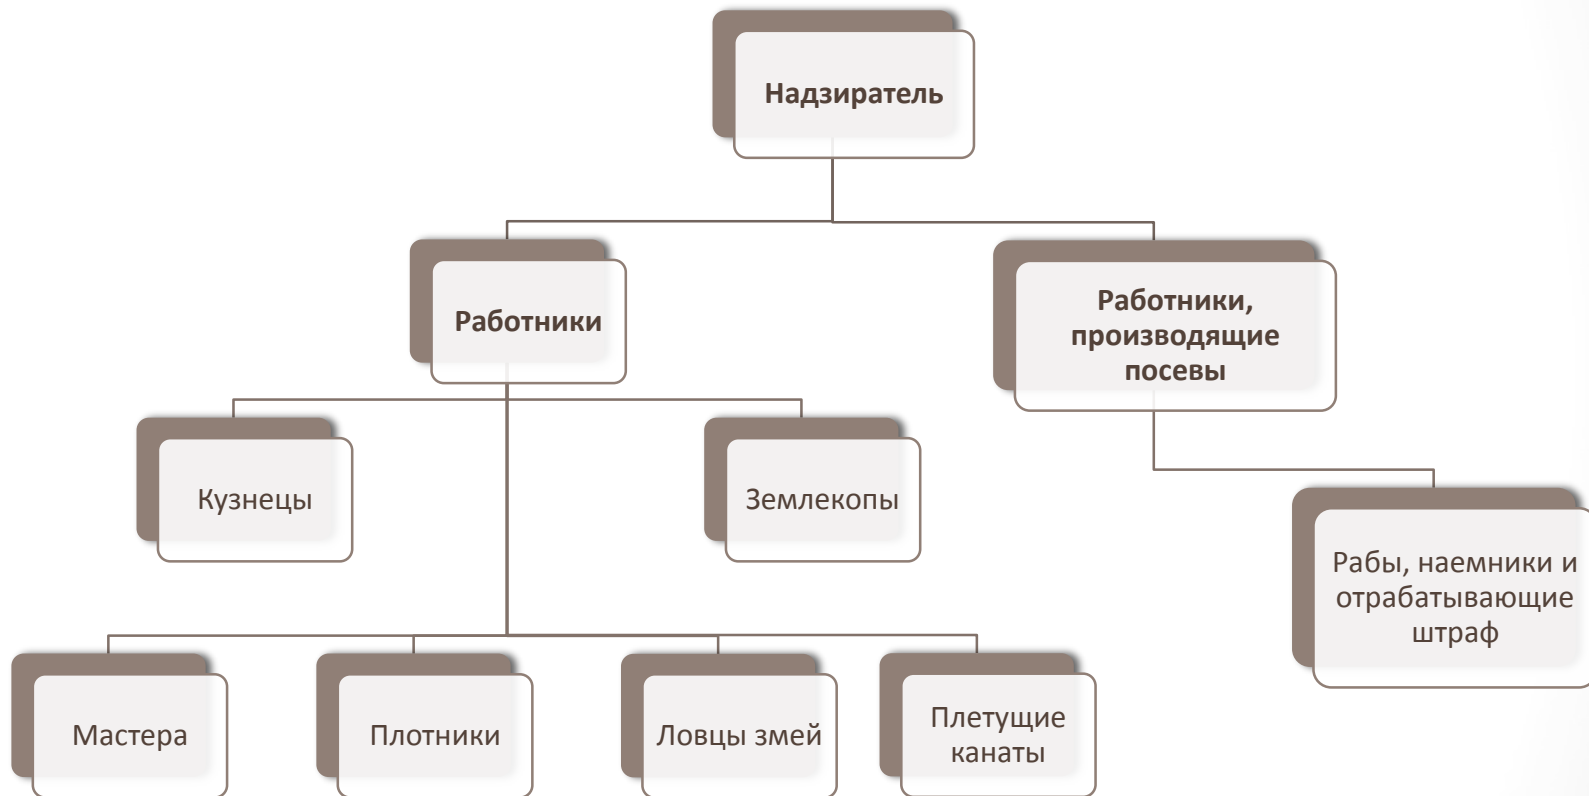 Надзиратель
Работники
Работники,
производящие
посевы
Кузнецы
Землекопы
Рабы, наемники и
отрабатывающие
штраф
Мастера
Плотники
Ловцы змей
Плетущие
канаты